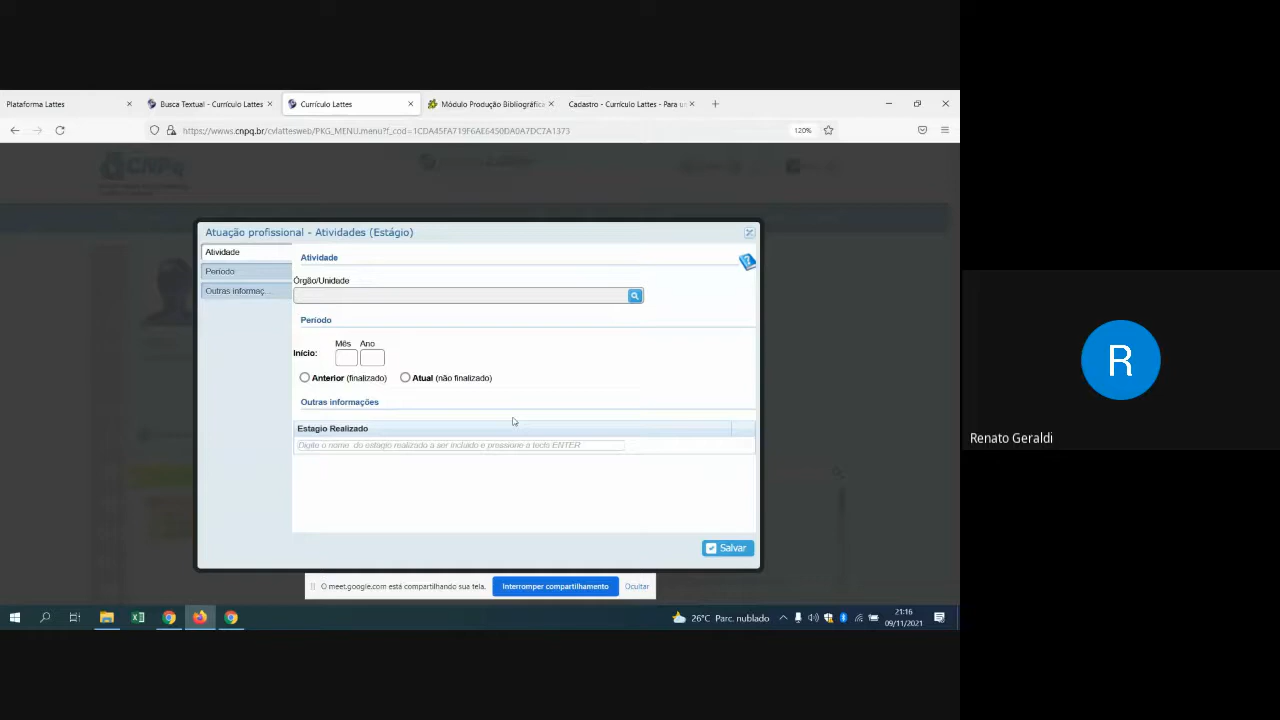 Plataforma Lattes
Busca Textual - Currículo Lattes
Currículo Lattes
Módulo Produção Bibliográfica
Cadastro - Currículo Lattes - Para u
https://wwws.cnpq.br/cvlattesweb/PKG_MENU.menu?f_cod=1CDA45FA719F6AE6450DA0A7DC7A1373
120%
CNPq
Atuação profissional - Atividades (Estágio)
Atividade
Período
Outras informaç...
Atividade
Órgão/Unidade
Período
Mês Ano
Início:
Anterior (finalizado) Atual (não finalizado)
Outras informações
Estagio Realizado
Digite o nome do estágio realizado a ser incluído e pressione a tecla ENTER
Salvar
O meet.google.com está compartilhando sua tela.
Interromper compartilhamento
Ocultar
26°C Parc. nublado
21:16
09/11/2021
R
Renato Geraldi